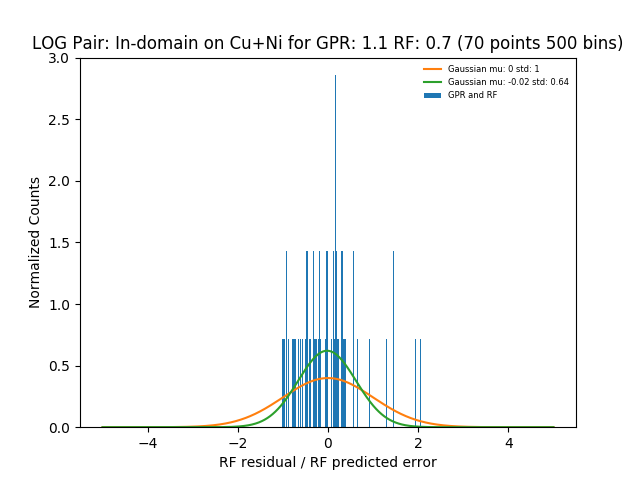 LOG Pair: In-domain on Cu+Ni for GPR: 1.1 RF: 0.7 (70 points 500 bins)
Gaussian mu: 0 std: 1
Gaussian mu: -0.02 std: 0.64
GPR and RF
Normalized Counts
3.0
2.5
2.0
1.5
1.0
0.5
0.0
−4 −2 0 2 4
RF residual / RF predicted error